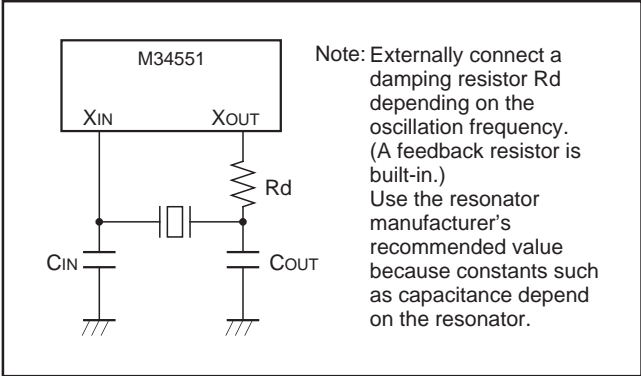 M34551
XIN
XOUT
Rd
CIN
COUT
Note: Externally connect a
damping resistor Rd
depending on the
oscillation frequency.
(A feedback resistor is
built-in.)
Use the resonator
manufacturer's
recommended value
because constants such
as capacitance depend
on the resonator.